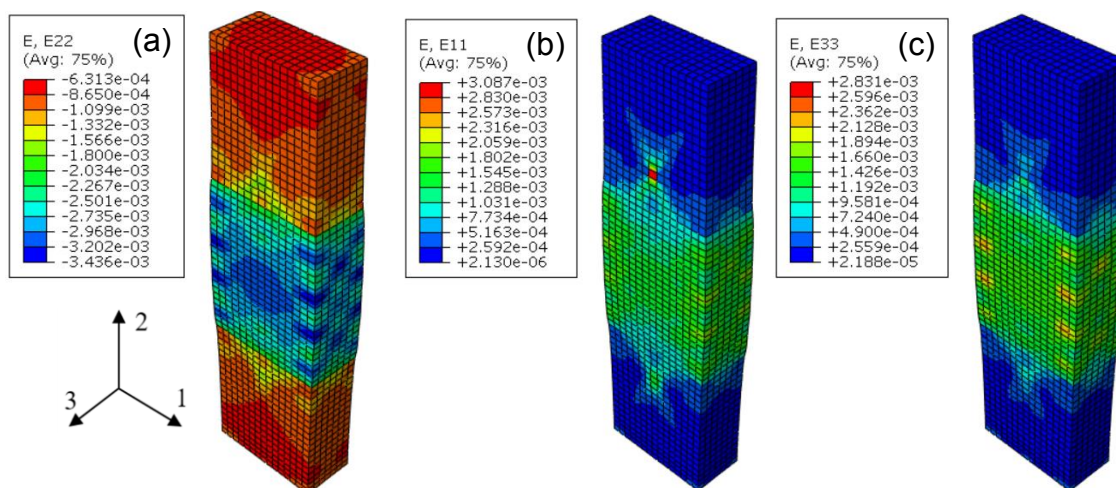 (a)
E, E22
(Avg: 75%)
-6.313e-04
-8.650e-04
-1.099e-03
-1.332e-03
-1.566e-03
-1.800e-03
-2.034e-03
-2.267e-03
-2.501e-03
-2.735e-03
-2.968e-03
-3.202e-03
-3.436e-03
(b)
E, E11
(Avg: 75%)
+3.087e-03
+2.830e-03
+2.573e-03
+2.316e-03
+2.059e-03
+1.802e-03
+1.545e-03
+1.288e-03
+1.031e-03
+7.734e-04
+5.163e-04
+2.592e-04
+2.130e-06
(c)
E, E33
(Avg: 75%)
+2.831e-03
+2.596e-03
+2.362e-03
+2.128e-03
+1.894e-03
+1.660e-03
+1.426e-03
+1.192e-03
+9.581e-04
+7.240e-04
+4.900e-04
+2.559e-04
+2.188e-05
2
3
1